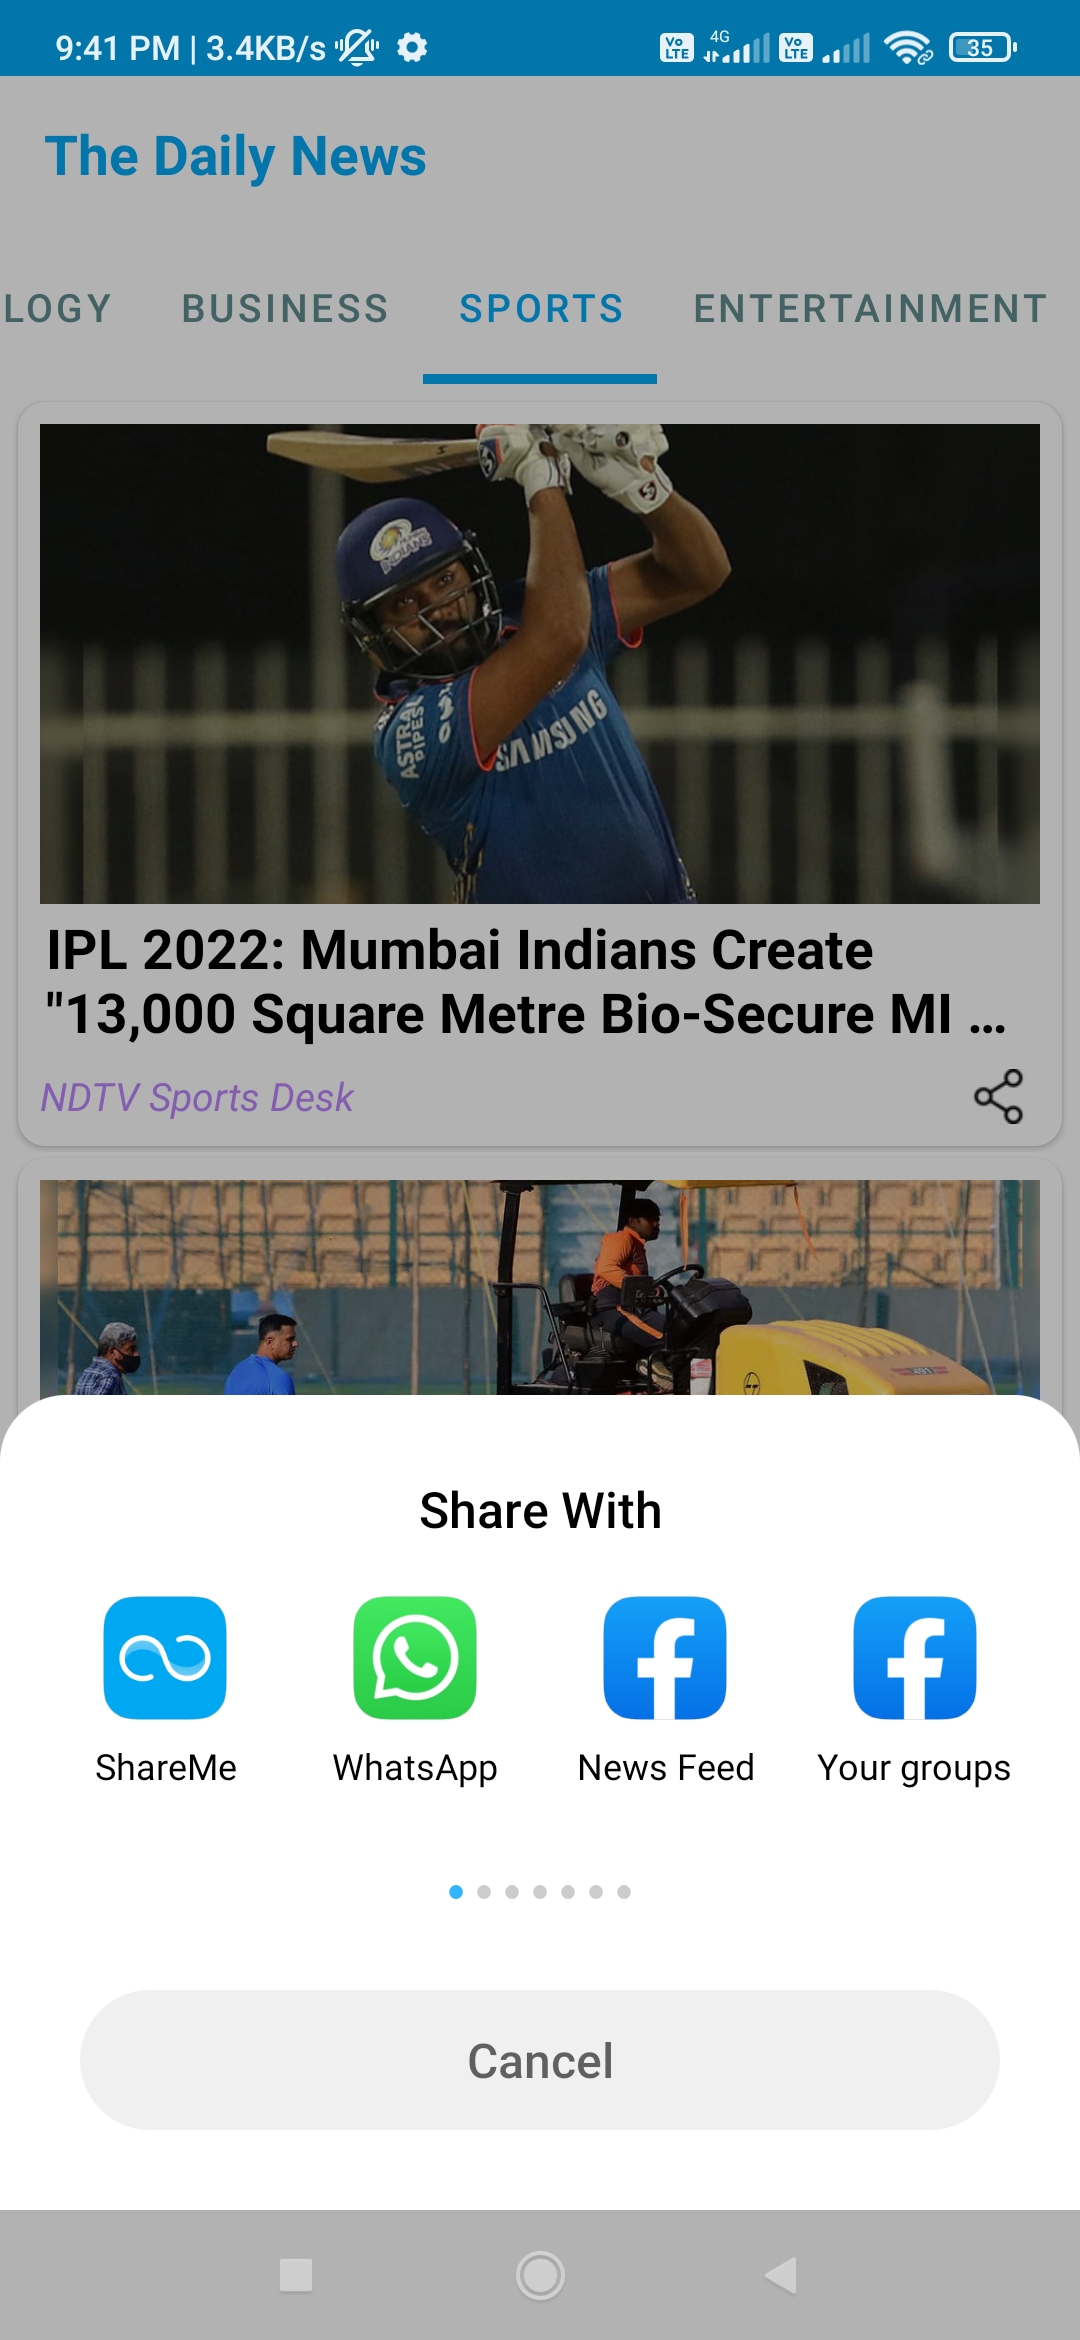 9:41 PM | 3.4KB/s
Vo LTE 4G Vo LTE 35
The Daily News
LOGY BUSINESS SPORTS ENTERTAINMENT
INDIANS
ASTRAL
PIPES
SAMSUNG
IPL 2022: Mumbai Indians Create
"13,000 Square Metre Bio-Secure MI ...
NDTV Sports Desk
Share With
ShareMe WhatsApp News Feed Your groups
Cancel